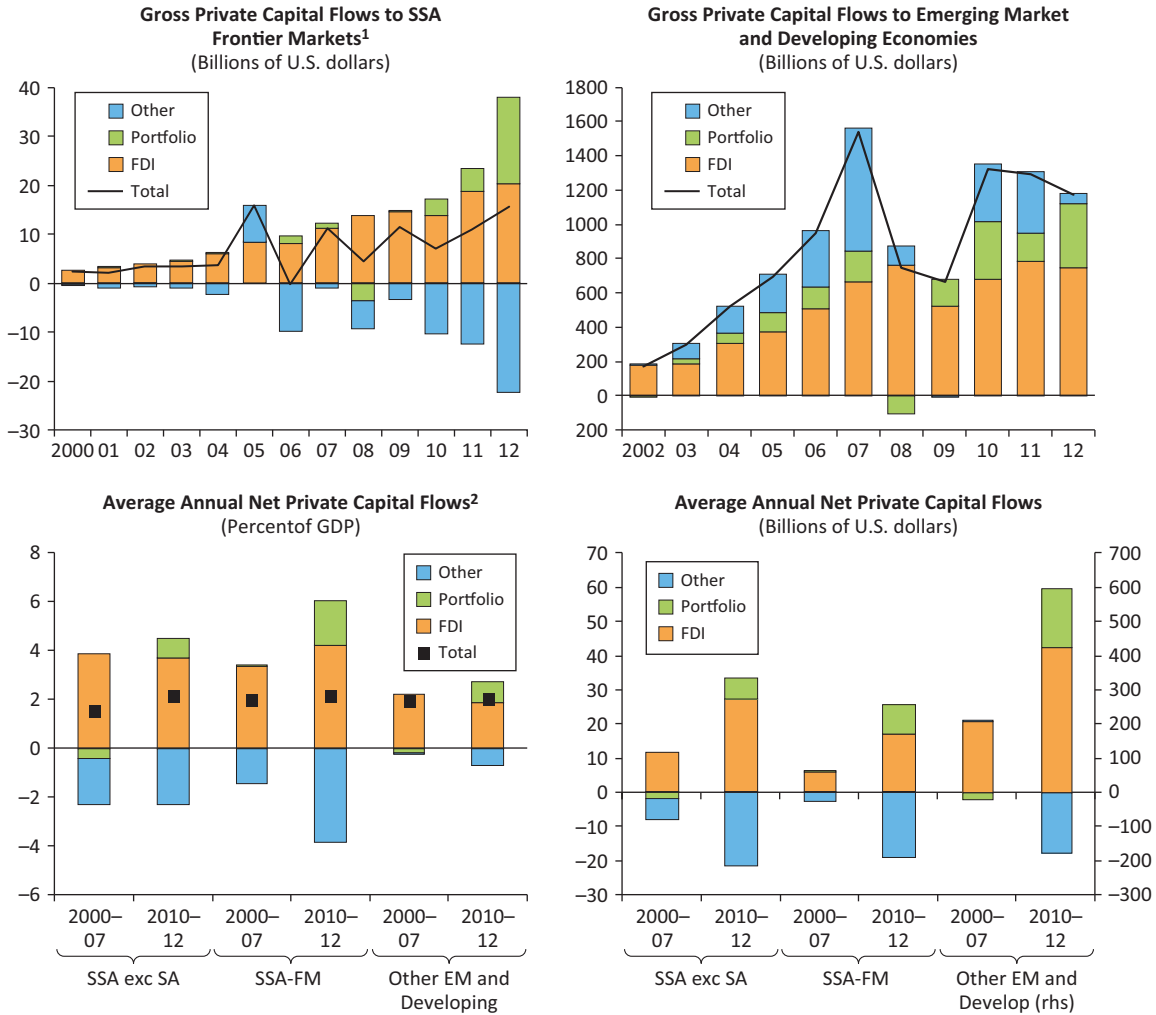 Gross Private Capital Flows to SSA
Frontier Markets1
(Billions of U.S. dollars)
40
30
20
10
0
–10
–20
–30
Other
Portfolio
FDI
Total
2000 01 02 03 04 05 06 07 08 09 10 11 12
Gross Private Capital Flows to Emerging Market
and Developing Economies
(Billions of U.S. dollars)
1800
1600
1400
1200
1000
800
600
400
200
0
200
Other
Portfolio
FDI
Total
2002 03 04 05 06 07 08 09 10 11 12
Average Annual Net Private Capital Flows2
(Percentof GDP)
8
6
4
2
0
–2
–4
–6
Other
Portfolio
FDI
Total
2000– 2010– 2000– 2010– 2000– 2010–
07 12 07 12 07 12
SSA exc SA SSA-FM Other EM and
Developing
Average Annual Net Private Capital Flows
(Billions of U.S. dollars)
70
60
50
40
30
20
10
0
–10
–20
–30
Other
Portfolio
FDI
700
600
500
400
300
200
100
0
–100
–200
–300
2000– 2010– 2000– 2010– 2000– 2010–
07 12 07 12 07 12
SSA exc SA SSA-FM Other EM and
Develop (rhs)